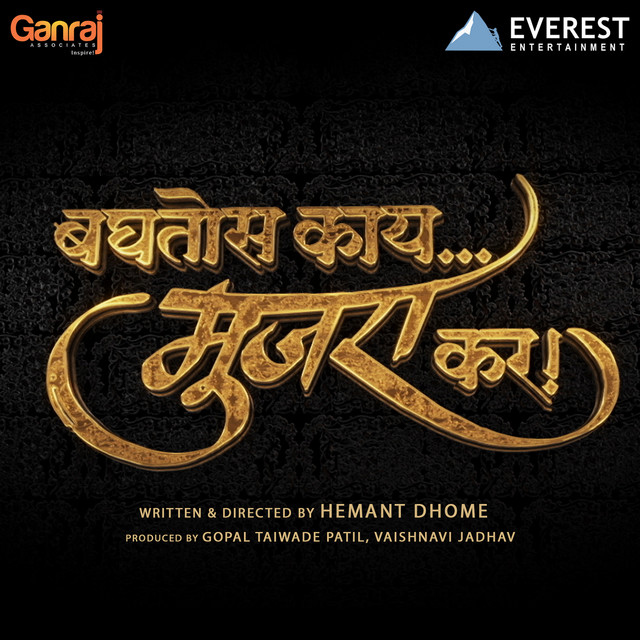 Ganraj
ASSOCIATES
Inspire!
EVEREST
ENTERTAINMENT
बघतोस काय...
मुजरा कर!
WRITTEN & DIRECTED BY HEMANT DHOME
PRODUCED BY GOPAL TAIWADE PATIL, VAISHNAVI JADHAV